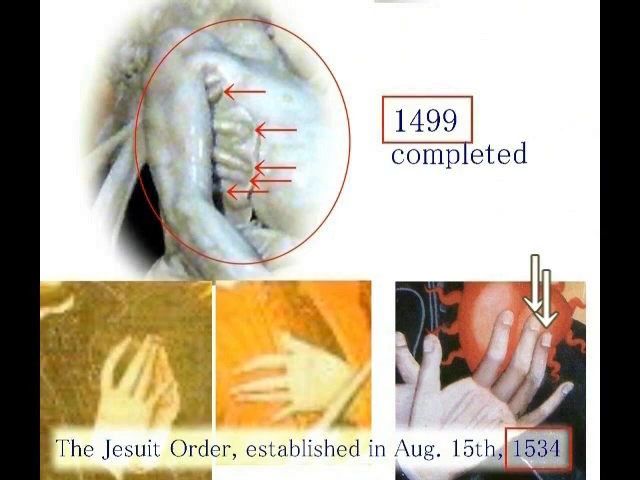 1499
completed
The Jesuit Order, established in Aug. 15th, 1534